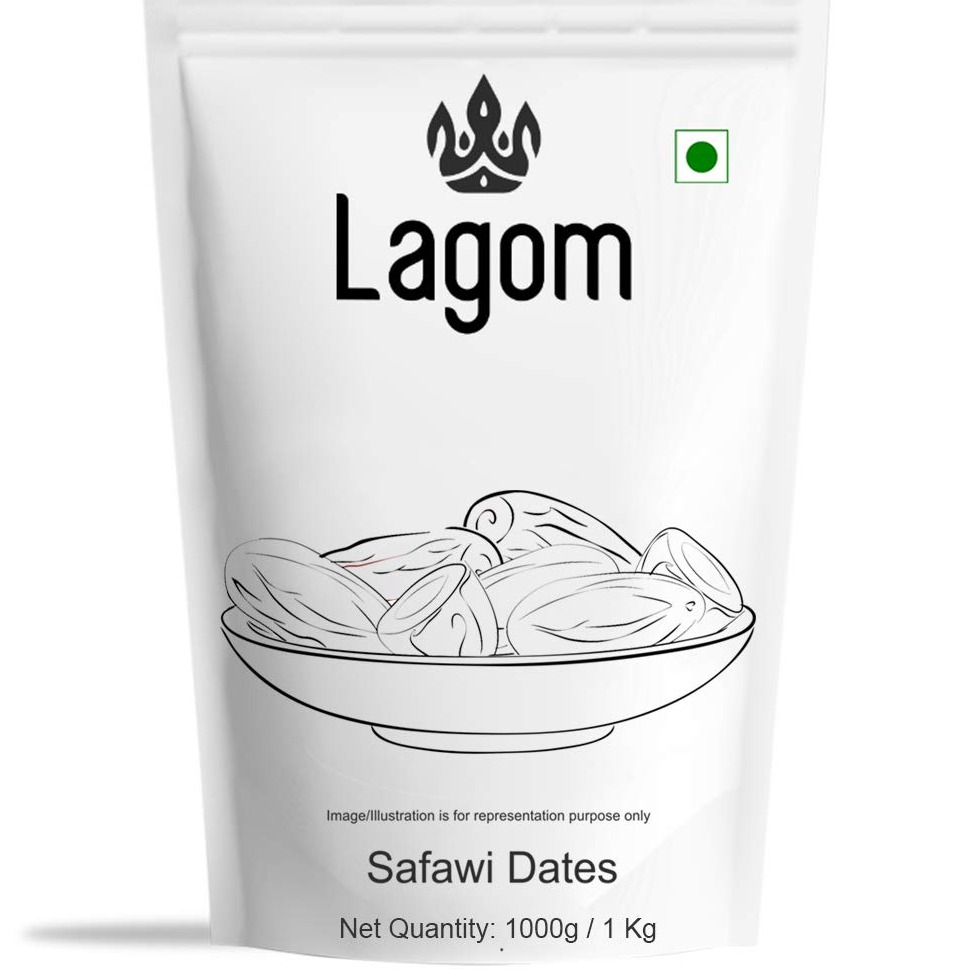 Lagom
Image/Illustration is for representation purpose only
Safawi Dates
Net Quantity: 1000g / 1 Kg